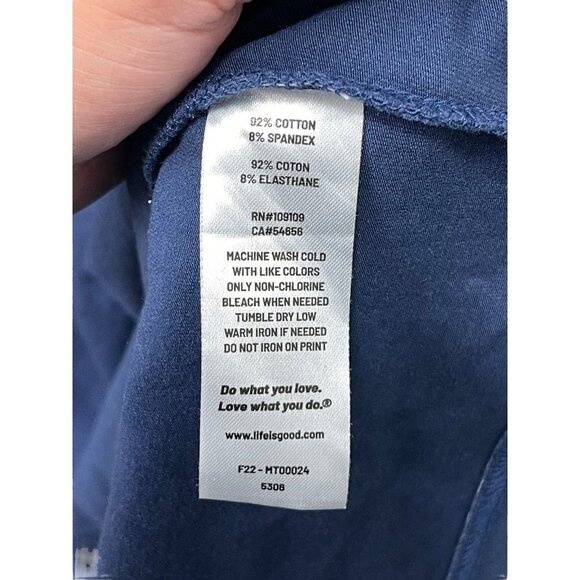 92% COTTON
8% SPANDEX
92% COTON
8% ELASTHANE
RN#109109
CA#54656
MACHINE WASH COLD
WITH LIKE COLORS
ONLY NON-CHLORINE
BLEACH WHEN NEEDED
TUMBLE DRY LOW
WARM IRON IF NEEDED
DO NOT IRON ON PRINT
Do what you love.
Love what you do.®
www.lifeisgood.com
F22 - MT00024
5308